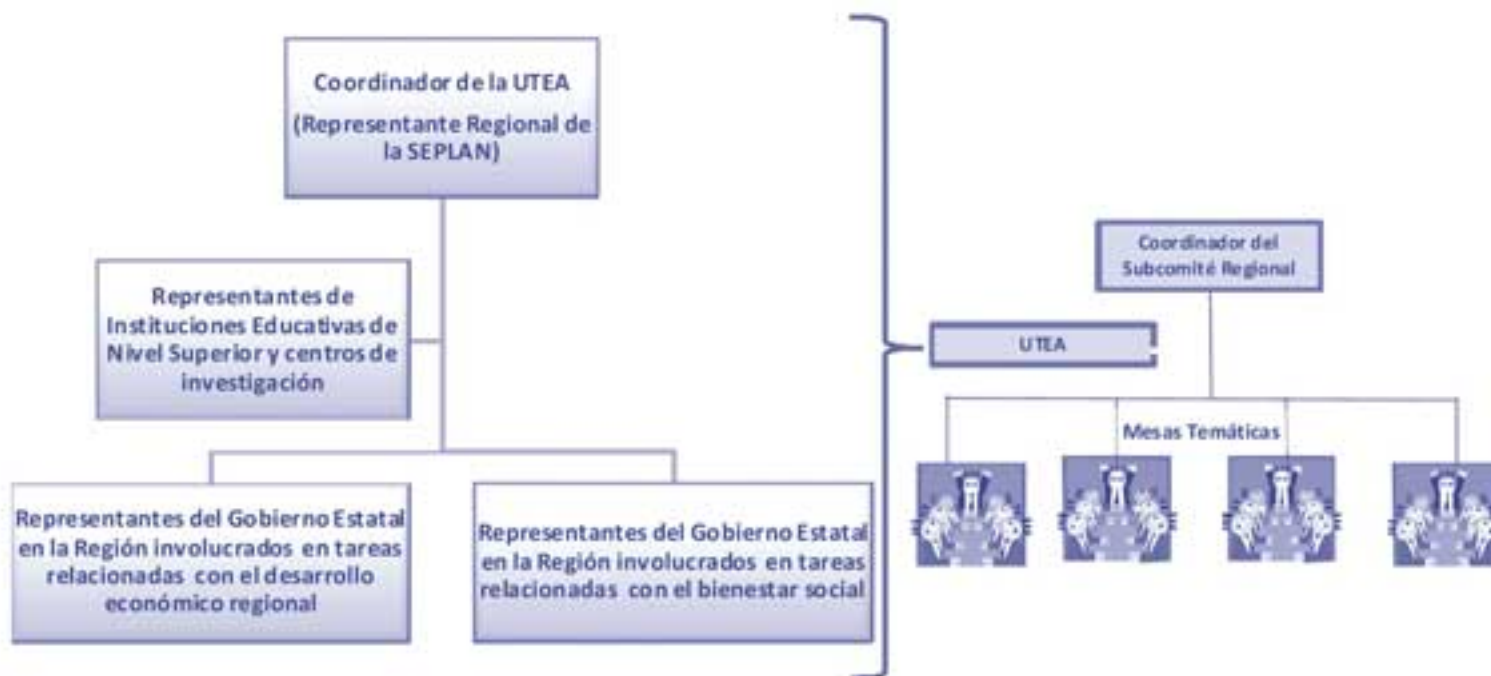 Coordinador de la UTEA
(Representante Regional de
la SEPLAN)
Representantes de
Instituciones Educativas de
Nivel Superior y centros de
investigación
Representantes del Gobierno Estatal
en la Región involucrados en tareas
relacionadas con el desarrollo
económico regional
Representantes del Gobierno Estatal
en la Región involucrados en tareas
relacionadas con el bienestar social
Coordinador del
Subcomité Regional
UTEA
Mesas Temáticas